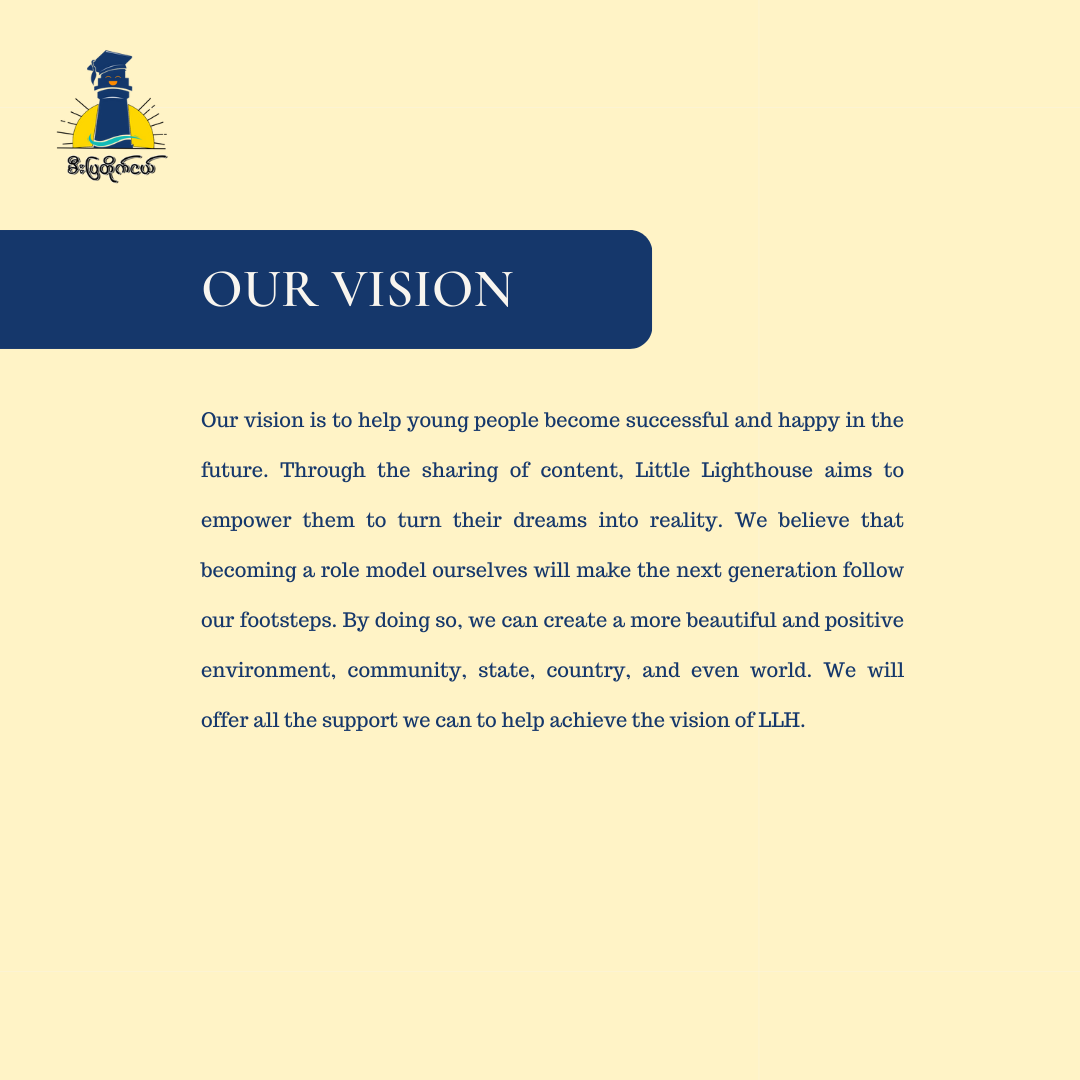 မီးပြတိုက်ငယ်
OUR VISION
Our vision is to help young people become successful and happy in the
future. Through the sharing of content, Little Lighthouse aims to
empower them to turn their dreams into reality. We believe that
becoming a role model ourselves will make the next generation follow
our footsteps. By doing so, we can create a more beautiful and positive
environment, community, state, country, and even world. We will
offer all the support we can to help achieve the vision of LLH.